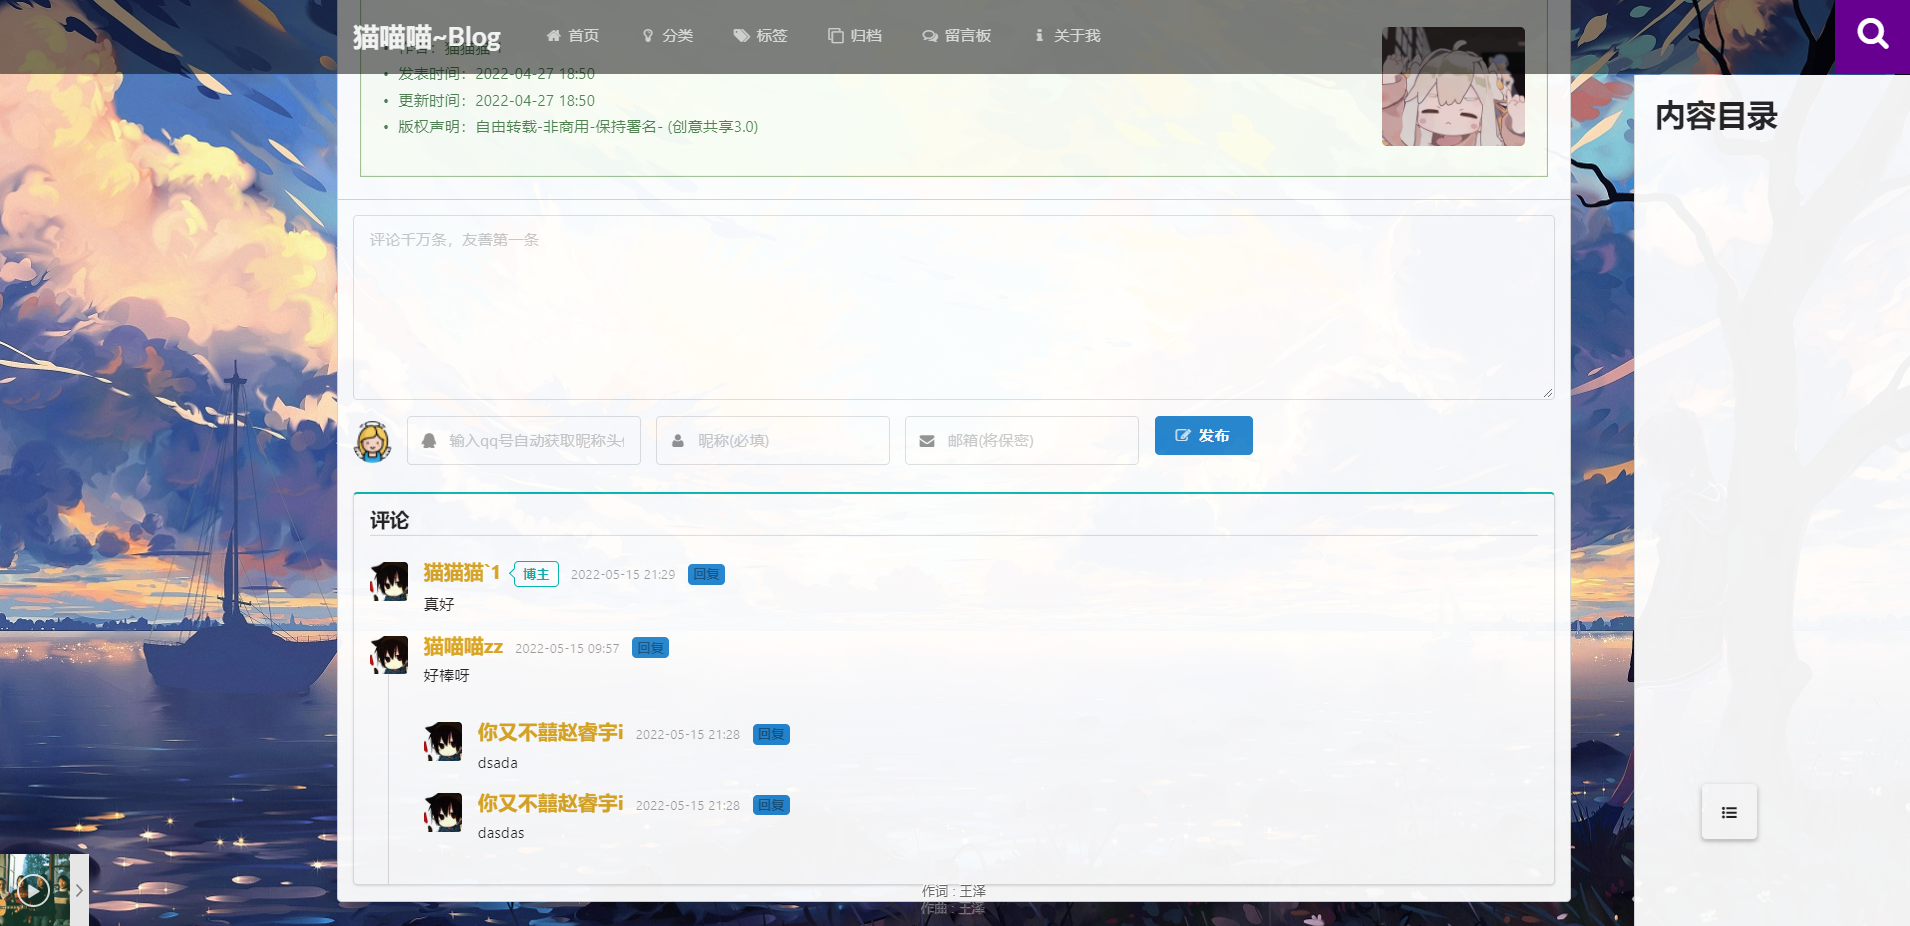 猫喵喵~Blog
首页
分类
标签
归档
留言板
关于我
作者：猫猫猫`1
发表时间：2022-04-27 18:50
更新时间：2022-04-27 18:50
版权声明：自由转载-非商用-保持署名- (创意共享3.0)
内容目录
评论千万条，友善第一条
输入qq号自动获取昵称头
昵称(必填)
邮箱(将保密)
发布
评论
猫猫猫`1 博主 2022-05-15 21:29 回复
真好
猫喵喵zz 2022-05-15 09:57 回复
好棒呀
你又不囍赵睿宇i 2022-05-15 21:28 回复
dsada
你又不囍赵睿宇i 2022-05-15 21:28 回复
dasdas
作词 : 王泽
作曲 : 王泽